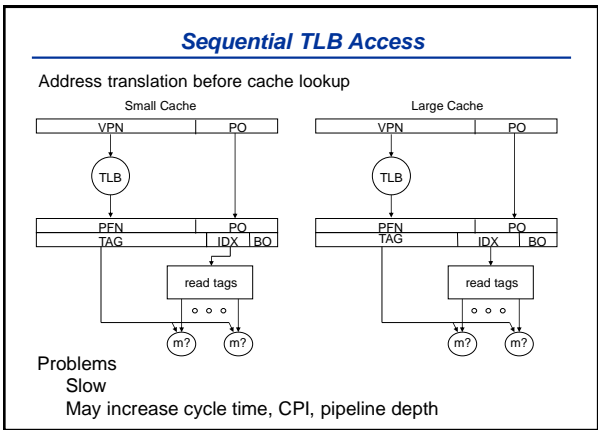 Sequential TLB Access
Address translation before cache lookup
Small Cache
VPN PO
TLB
PFN PO
TAG IDX BO
read tags
m? m?
Large Cache
VPN PO
TLB
PFN PO
TAG IDX BO
read tags
m? m?
Problems
Slow
May increase cycle time, CPI, pipeline depth